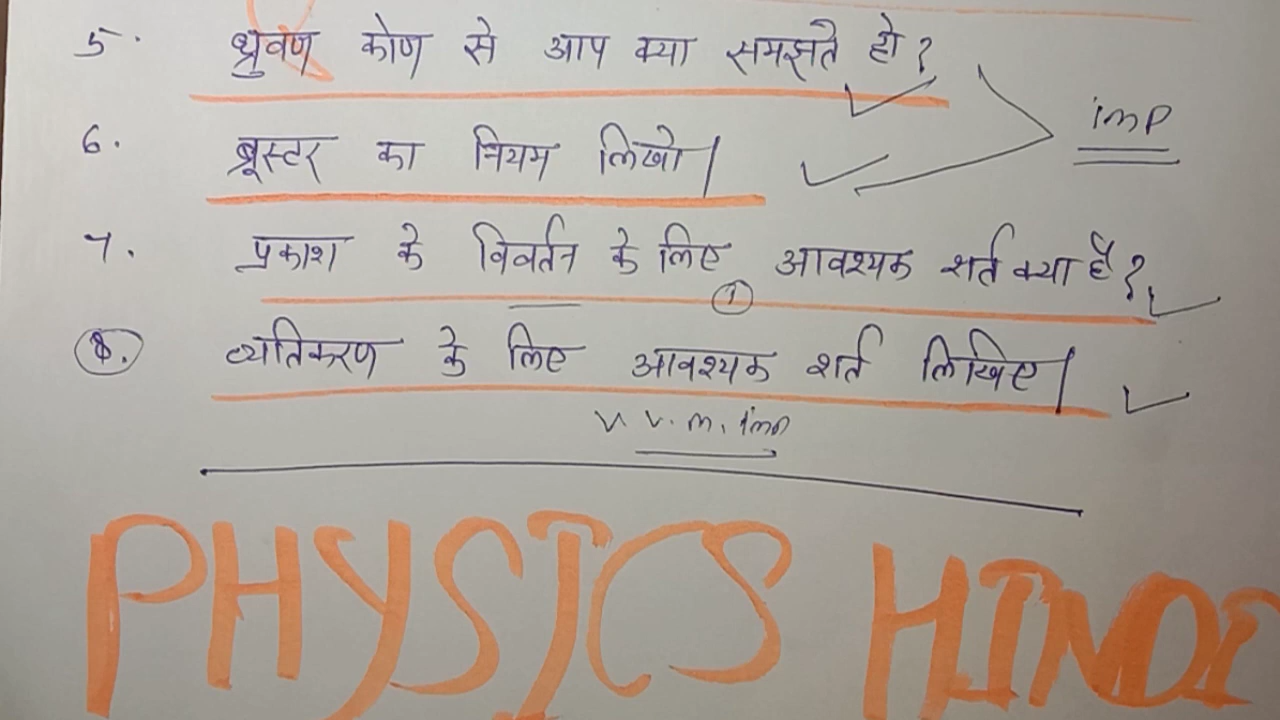 5. ध्रुवण कोण से आप क्या समझते हो?
imp
6. ब्रूस्टर का नियम लिखो|
7. प्रकाश के विवर्तन के लिए आवश्यक शर्त क्या है?
1
8. व्यतिकरण के लिए आवश्यक शर्त लिखिए|
v. v. m. imp
PHYSICS HINDI